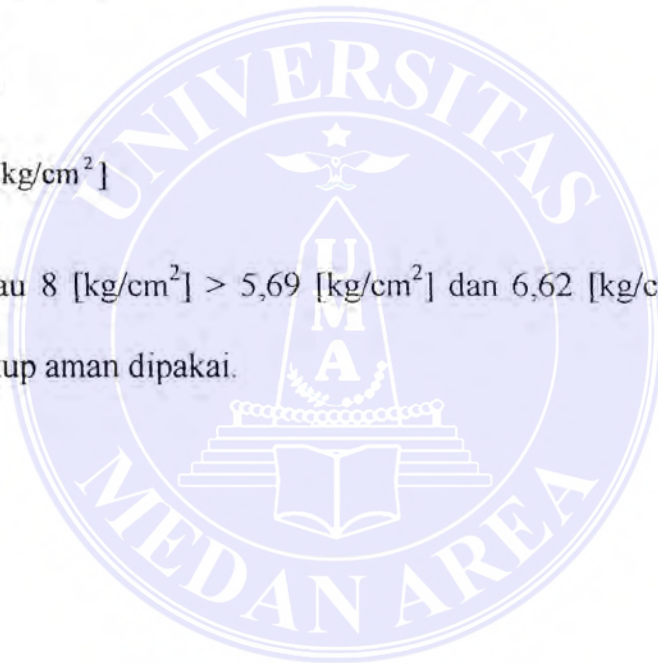 UNIVERSITAS
kg/cm²]
UMA
au 8 [kg/cm²] > 5,69 [kg/cm²] dan 6,62 [kg/c
up aman dipakai.
MEDAN AREA